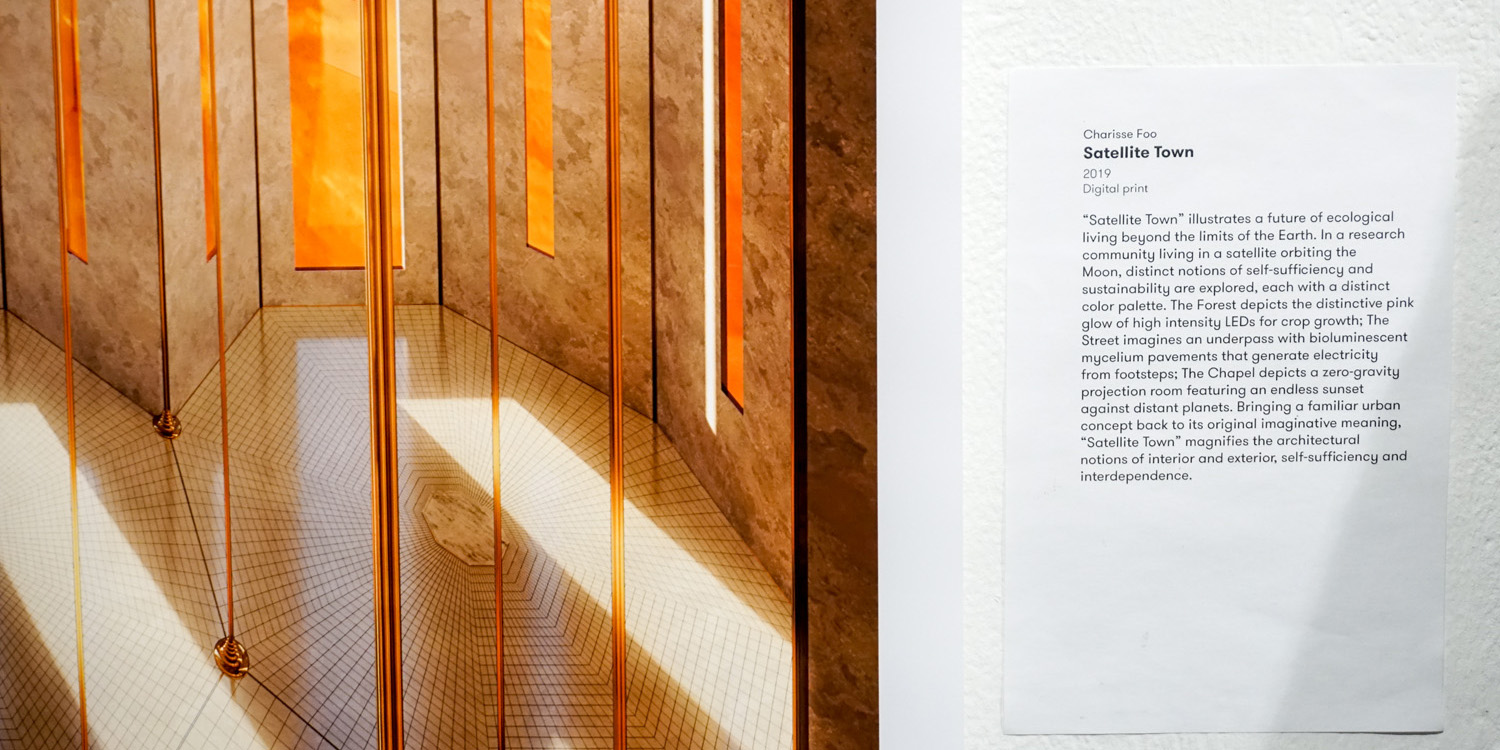 Charisse Foo
Satellite Town
2019
Digital print
“Satellite Town” illustrates a future of ecological
living beyond the limits of the Earth. In a research
community living in a satellite orbiting the
Moon, distinct notions of self-sufficiency and
sustainability are explored, each with a distinct
color palette. The Forest depicts the distinctive pink
glow of high intensity LEDs for crop growth; The
Street imagines an underpass with bioluminescent
mycelium pavements that generate electricity
from footsteps; The Chapel depicts a zero-gravity
projection room featuring an endless sunset
against distant planets. Bringing a familiar urban
concept back to its original imaginative meaning,
“Satellite Town” magnifies the architectural
notions of interior and exterior, self-sufficiency and
interdependence.